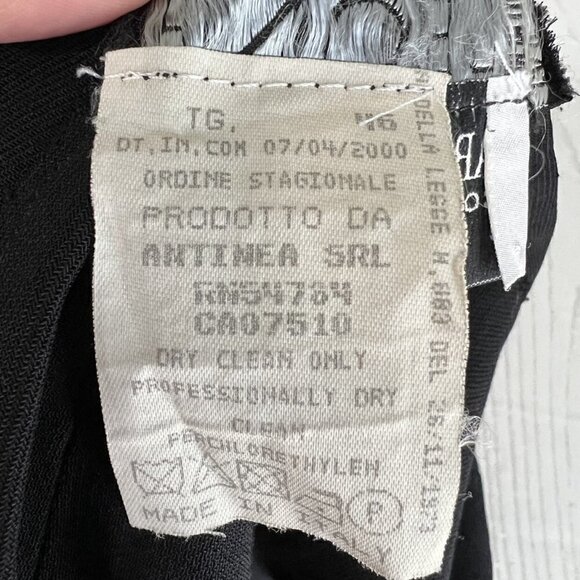 TG. 46
DT.IN.COM 07/04/2000
ORDINE STAGIONALE
PRODOTTO DA
ANTINEA SRL
RN54784
CA07510
DRY CLEAN ONLY
PROFESSIONALLY DRY
CLEAN
PERCHLORETHYLEN
P
MADE IN ITALY
DELLA LEGGE N.883 DEL 26/11/1973